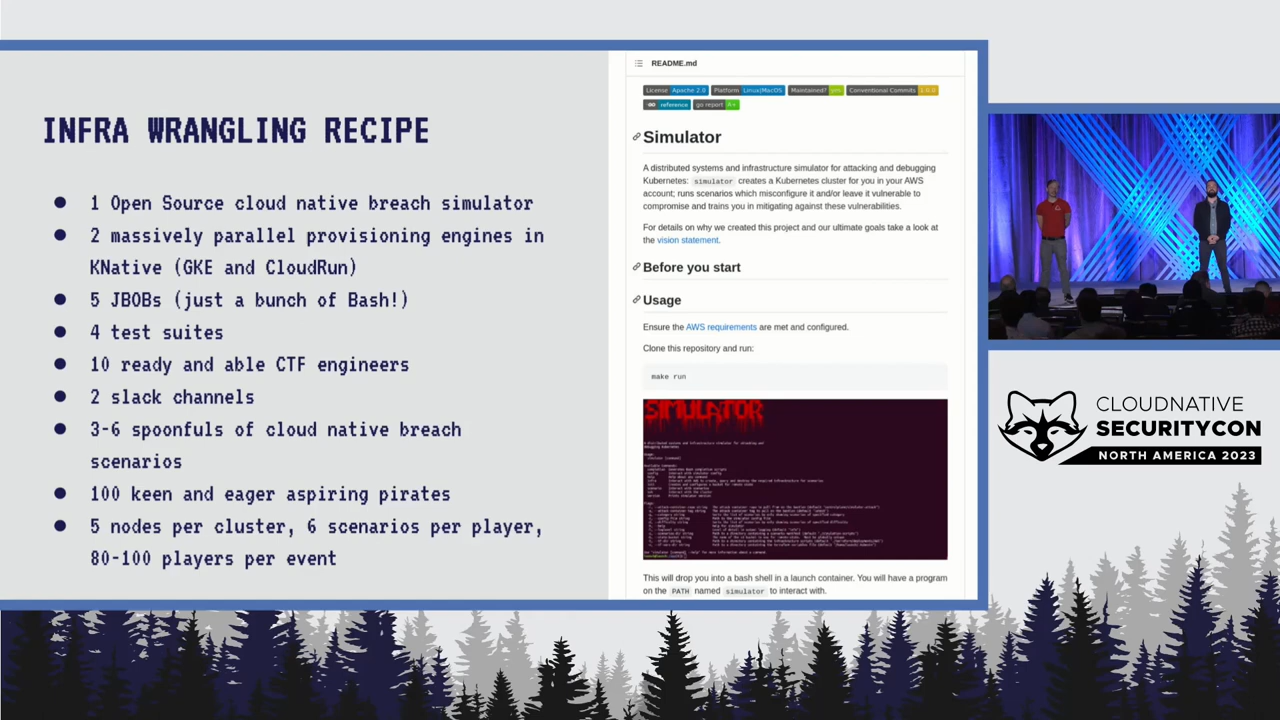 INFRA WRANGLING RECIPE
1 Open Source cloud native breach simulator
2 massively parallel provisioning engines in
KNative (GKE and CloudRun)
5 JBOBs (just a bunch of Bash!)
4 test suites
10 ready and able CTF engineers
2 slack channels
3-6 spoonfuls of cloud native breach
scenarios
100 keen and eager aspiring pirates
5 nodes per cluster, 6 scenarios per player,
80-100 players per event
README.md
License Apache 2.0 Platform Linux|MacOS Maintained? yes Conventional Commits 1.0.0
GO reference go report A+
Simulator
A distributed systems and infrastructure simulator for attacking and debugging
Kubernetes: simulator creates a Kubernetes cluster for you in your AWS
account; runs scenarios which misconfigure it and/or leave it vulnerable to
compromise and trains you in mitigating against these vulnerabilities.
For details on why we created this project and our ultimate goals take a look at
the vision statement.
Before you start
Usage
Ensure the AWS requirements are met and configured.
Clone this repository and run:
make run
SIMULATOR
This will drop you into a bash shell in a launch container. You will have a program
on the PATH named simulator to interact with.
CLOUDNATIVE
SECURITYCON
NORTH AMERICA 2023